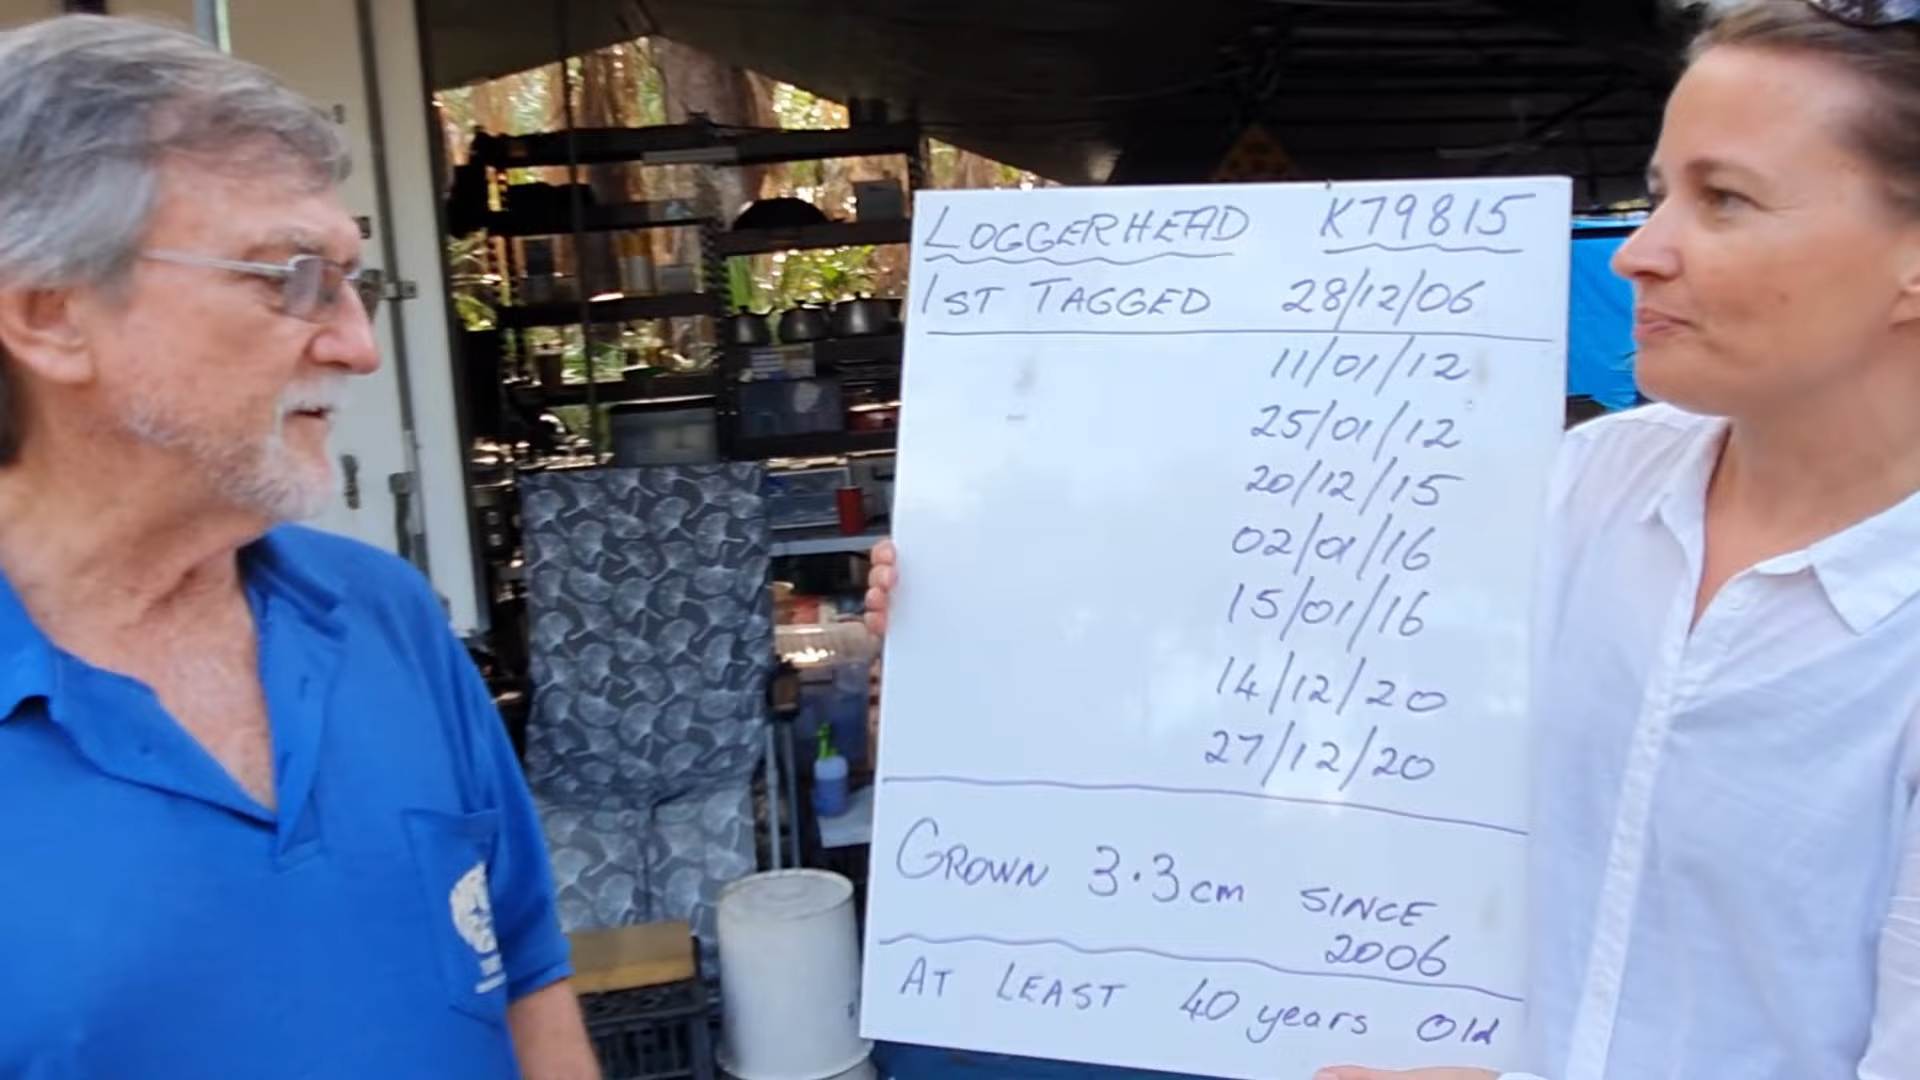 LOGGERHEAD K79815
1ST TAGGED 28/12/06
11/01/12
25/01/12
20/12/15
02/01/16
15/01/16
14/12/20
27/12/20
GROWN 3.3cm SINCE
2006
AT LEAST 40 years Old